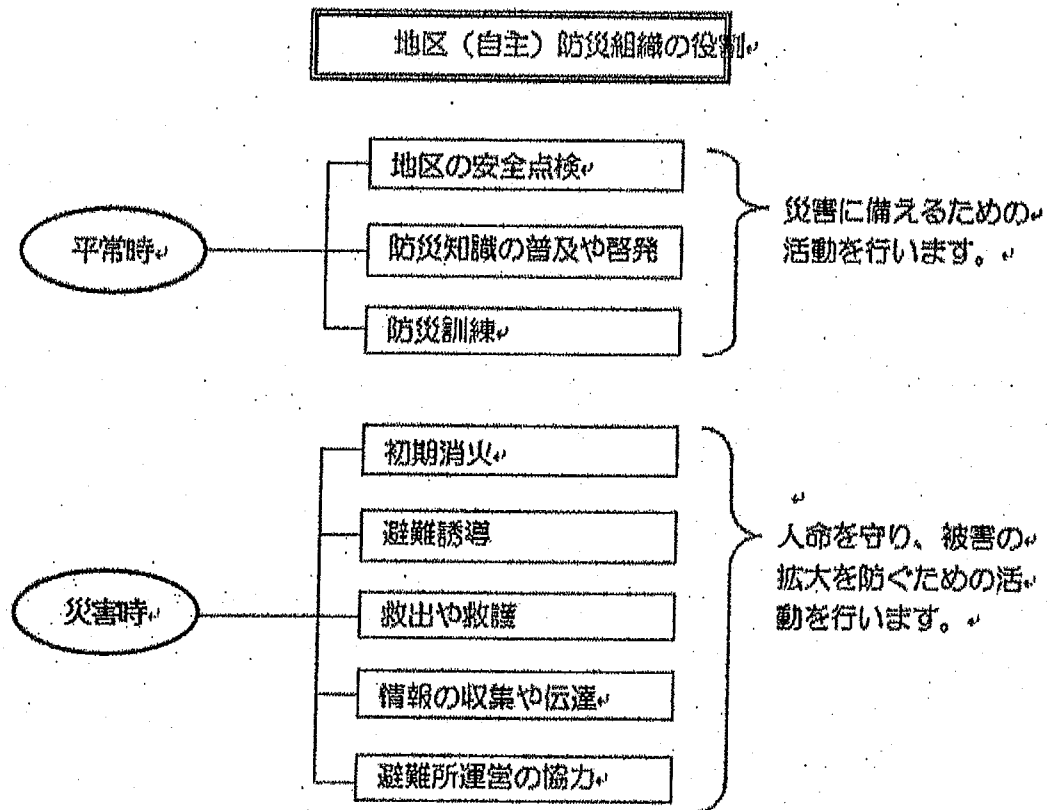 地区（自主）防災組織の役割
平常時
地区の安全点検
防災知識の普及や啓発
防災訓練
災害に備えるための
活動を行います。
災害時
初期消火
避難誘導
救出や救護
情報の収集や伝達
避難所運営の協力
人命を守り、被害の
拡大を防ぐための活
動を行います。